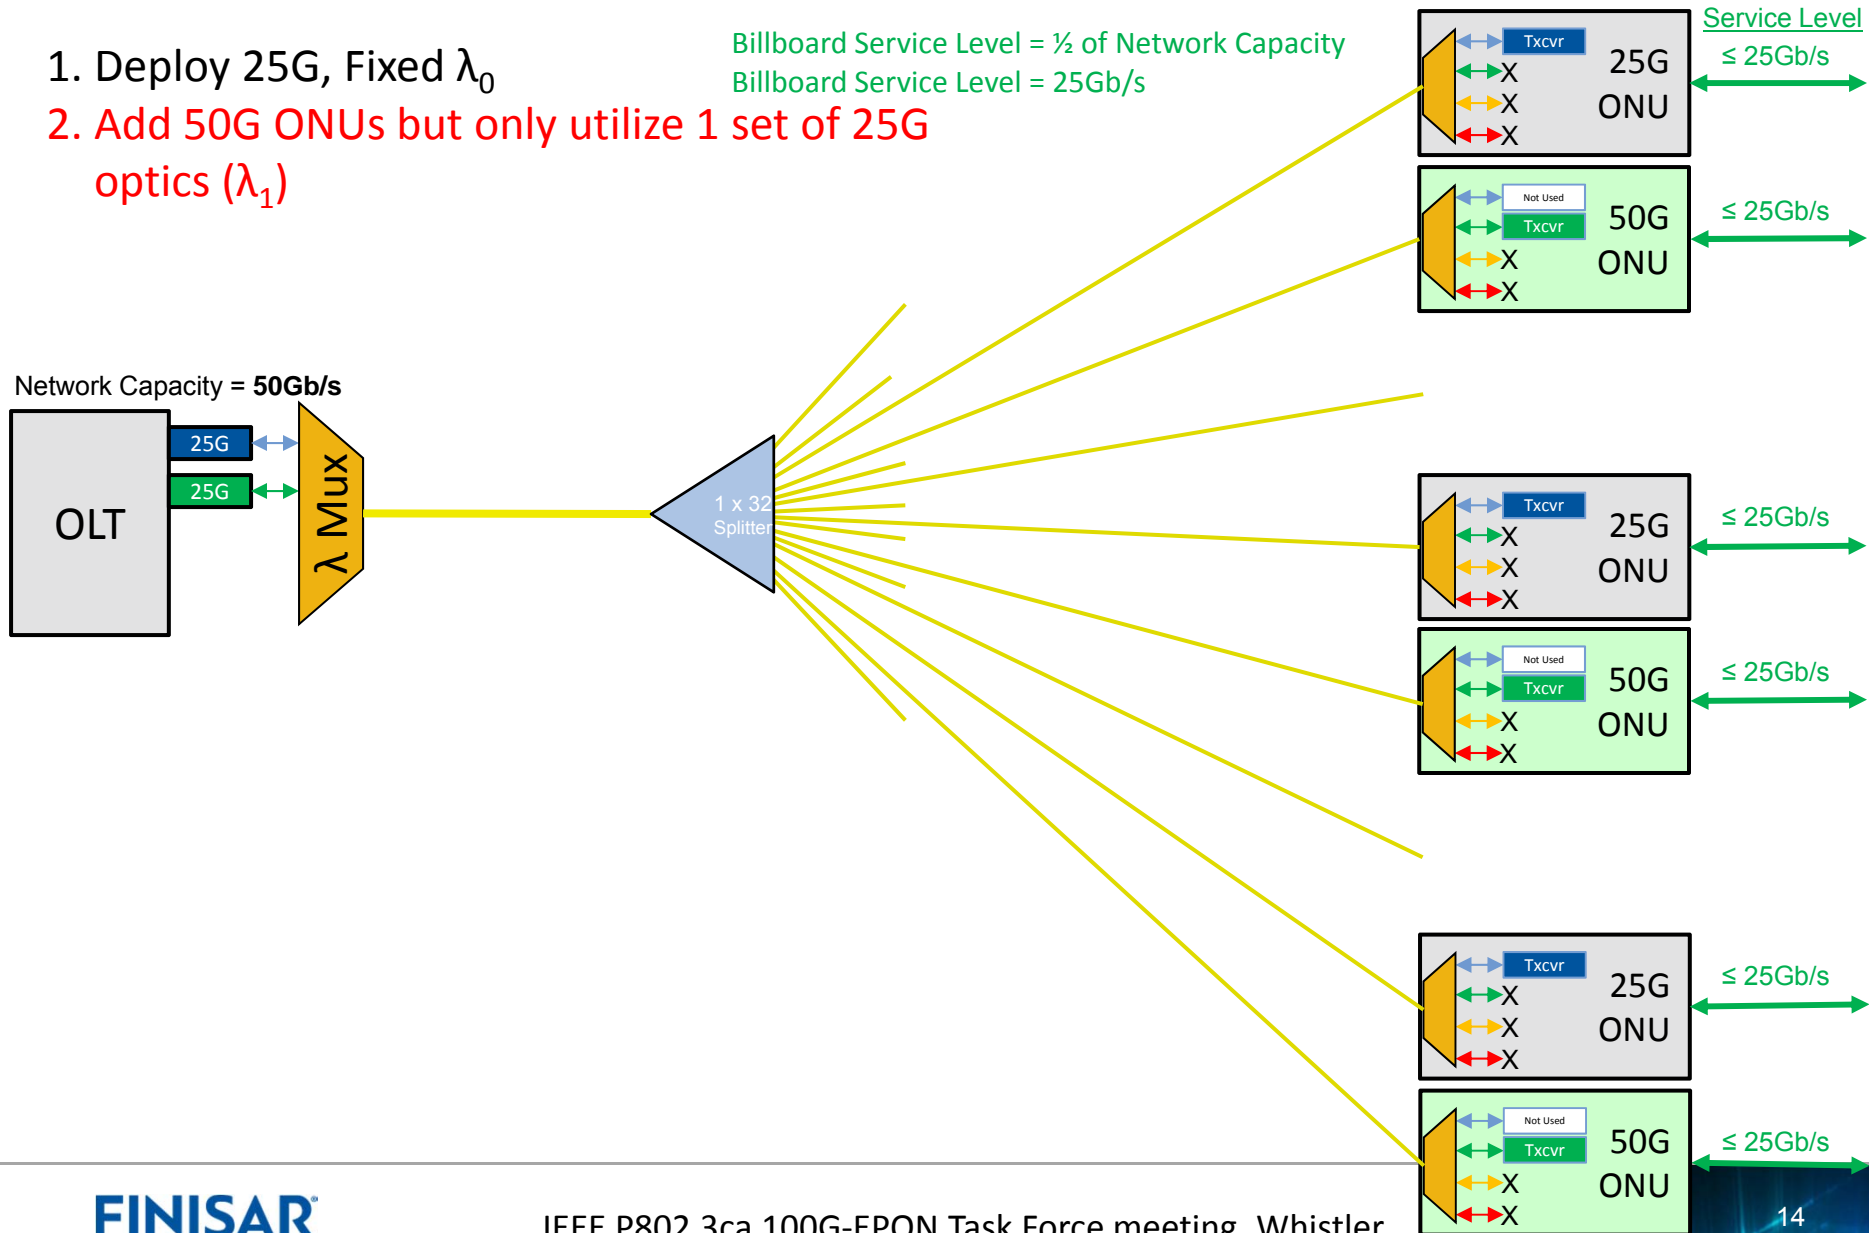 1. Deploy 25G, Fixed λ0
2. Add 50G ONUs but only utilize 1 set of 25G
optics (λ1)
Billboard Service Level = ½ of Network Capacity
Billboard Service Level = 25Gb/s
Service Level
Txcvr
X
X
X
25G
ONU
≤ 25Gb/s
Not Used
Txcvr
X
X
50G
ONU
≤ 25Gb/s
Network Capacity = 50Gb/s
OLT
25G
25G
λ Mux
1 x 32
Splitter
Txcvr
X
X
X
25G
ONU
≤ 25Gb/s
Not Used
Txcvr
X
X
50G
ONU
≤ 25Gb/s
Txcvr
X
X
X
25G
ONU
≤ 25Gb/s
Not Used
Txcvr
X
X
50G
ONU
≤ 25Gb/s
FINISAR®
IEEE P802.3ca 100G-EPON Task Force meeting, Whistler
14